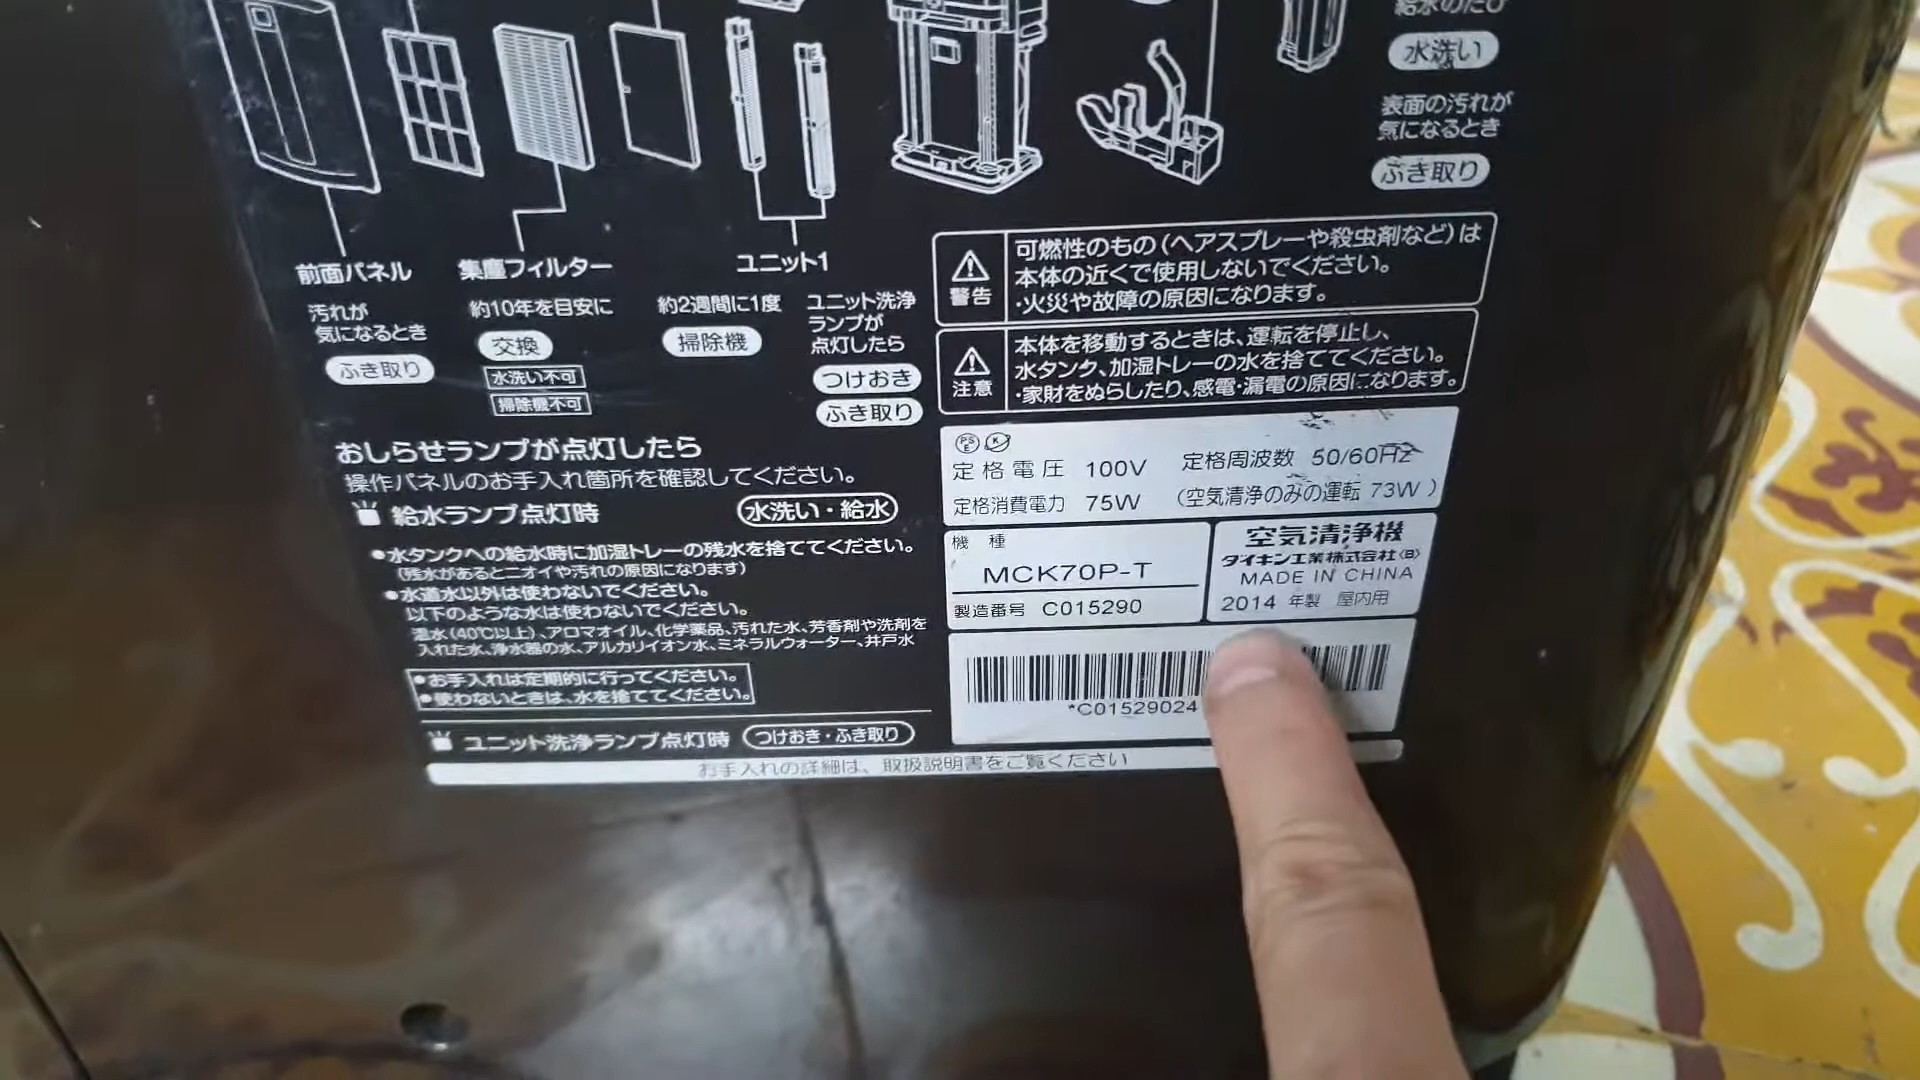 給水のたび
水洗い
表面の汚れが
気になるとき
ふき取り
前面パネル
汚れが
気になるとき
ふき取り
集塵フィルター
約10年を目安に
交換
水洗い不可
掃除機不可
約2週間に1度
掃除機
ユニット1
ユニット洗浄
ランプが
点灯したら
つけおき
ふき取り
警告
可燃性のもの(ヘアスプレーや殺虫剤など)は
本体の近くで使用しないでください。
・火災や故障の原因になります。
注意
本体を移動するときは、運転を停止し、
水タンク、加湿トレーの水を捨ててください。
・家財をぬらしたり、感電・漏電の原因になります。
おしらせランプが点灯したら
操作パネルのお手入れ箇所を確認してください。
給水ランプ点灯時 水洗い・給水
●水タンクへの給水時に加湿トレーの残水を捨ててください。
(残水があるとニオイや汚れの原因になります)
●水道水以外は使わないでください。
以下のような水は使わないでください。
温水(40℃以上)、アロマオイル、化学薬品、汚れた水、芳香剤や洗剤を
入れた水、浄水器の水、アルカリイオン水、ミネラルウォーター、井戸水
●お手入れは定期的に行ってください。
●使わないときは、水を捨ててください。
ユニット洗浄ランプ点灯時 つけおき・ふき取り
お手入れの詳細は、取扱説明書をご覧ください
PS E
定格電圧 100V 定格周波数 50/60Hz
定格消費電力 75W (空気清浄のみの運転 73W)
機種
MCK70P-T
製造番号 C015290
空気清浄機
ダイキン工業株式会社〈B〉
MADE IN CHINA
2014 年製 屋内用
*C01529024